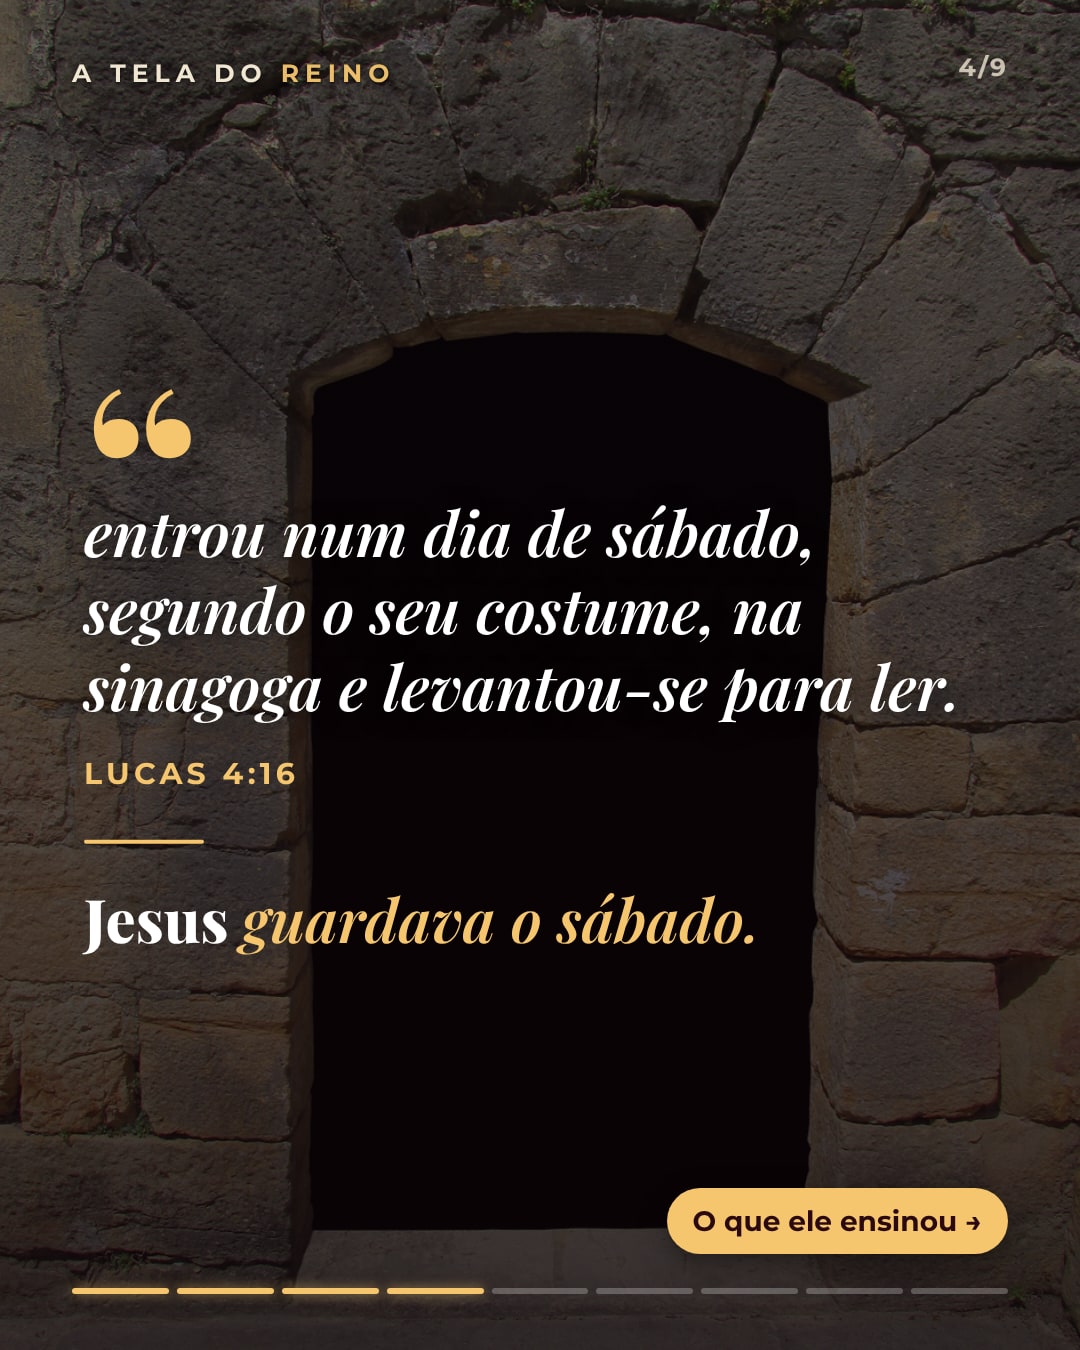 A TELA DO REINO
4/9
“
entrou num dia de sábado,
segundo o seu costume, na
sinagoga e levantou-se para ler.
LUCAS 4:16
Jesus guardava o sábado.
O que ele ensinou →